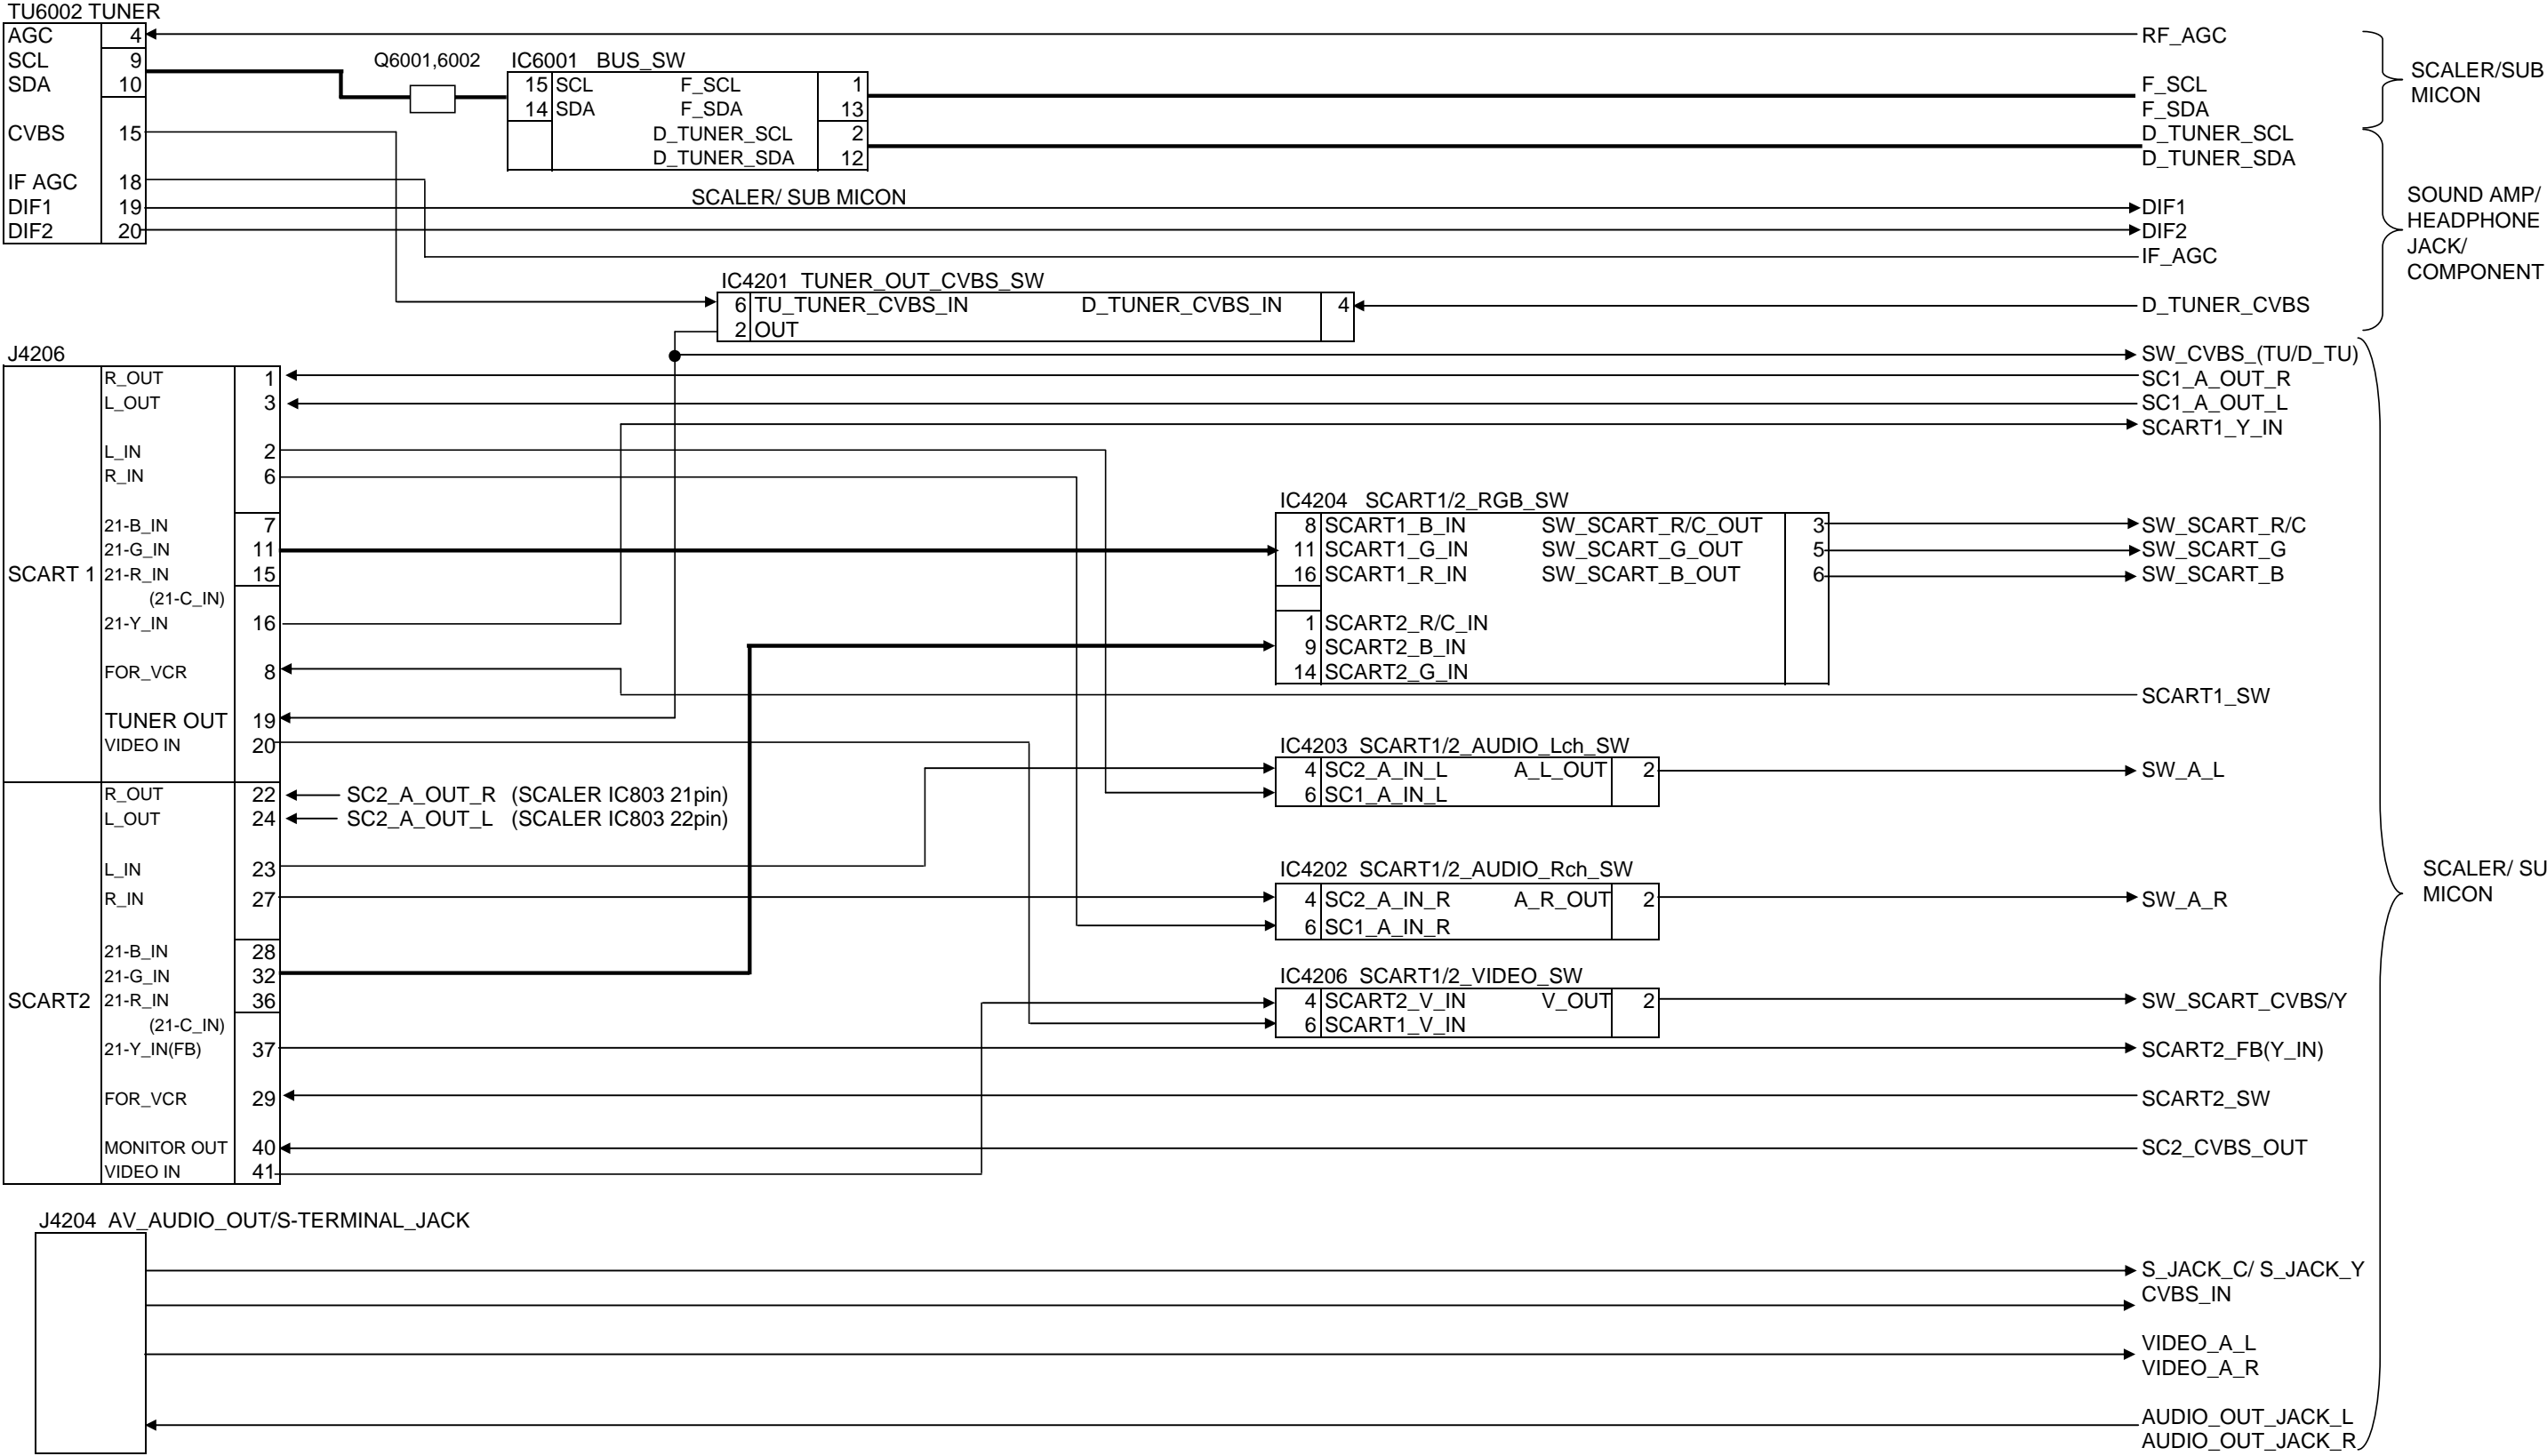 TU6002 TUNER
AGC 4
SCL 9
SDA 10
CVBS 15
IF AGC 18
DIF1 19
DIF2 20
Q6001,6002
IC6001 BUS_SW
15 SCL F_SCL 1
14 SDA F_SDA 13
D_TUNER_SCL 2
D_TUNER_SDA 12
SCALER/ SUB MICON
RF_AGC
F_SCL
F_SDA
D_TUNER_SCL
D_TUNER_SDA
DIF1
DIF2
IF_AGC
D_TUNER_CVBS
SCALER/SUB
MICON
SOUND AMP/
HEADPHONE
JACK/
COMPONENT
IC4201 TUNER_OUT_CVBS_SW
6 TU_TUNER_CVBS_IN D_TUNER_CVBS_IN 4
2 OUT
J4206
SCART 1
R_OUT 1
L_OUT 3
L_IN 2
R_IN 6
21-B_IN 7
21-G_IN 11
21-R_IN 15
(21-C_IN)
21-Y_IN 16
FOR_VCR 8
TUNER OUT 19
VIDEO IN 20
SCART2
R_OUT 22
L_OUT 24
L_IN 23
R_IN 27
21-B_IN 28
21-G_IN 32
21-R_IN 36
(21-C_IN)
21-Y_IN(FB) 37
FOR_VCR 29
MONITOR OUT 40
VIDEO IN 41
SC2_A_OUT_R (SCALER IC803 21pin)
SC2_A_OUT_L (SCALER IC803 22pin)
IC4204 SCART1/2_RGB_SW
8 SCART1_B_IN SW_SCART_R/C_OUT 3
11 SCART1_G_IN SW_SCART_G_OUT 5
16 SCART1_R_IN SW_SCART_B_OUT 6
1 SCART2_R/C_IN
9 SCART2_B_IN
14 SCART2_G_IN
IC4203 SCART1/2_AUDIO_Lch_SW
4 SC2_A_IN_L A_L_OUT 2
6 SC1_A_IN_L
IC4202 SCART1/2_AUDIO_Rch_SW
4 SC2_A_IN_R A_R_OUT 2
6 SC1_A_IN_R
IC4206 SCART1/2_VIDEO_SW
4 SCART2_V_IN V_OUT 2
6 SCART1_V_IN
SW_CVBS_(TU/D_TU)
SC1_A_OUT_R
SC1_A_OUT_L
SCART1_Y_IN
SW_SCART_R/C
SW_SCART_G
SW_SCART_B
SCART1_SW
SW_A_L
SW_A_R
SW_SCART_CVBS/Y
SCART2_FB(Y_IN)
SCART2_SW
SC2_CVBS_OUT
SCALER/ SU
MICON
J4204 AV_AUDIO_OUT/S-TERMINAL_JACK
S_JACK_C/ S_JACK_Y
CVBS_IN
VIDEO_A_L
VIDEO_A_R
AUDIO_OUT_JACK_L
AUDIO_OUT_JACK_R